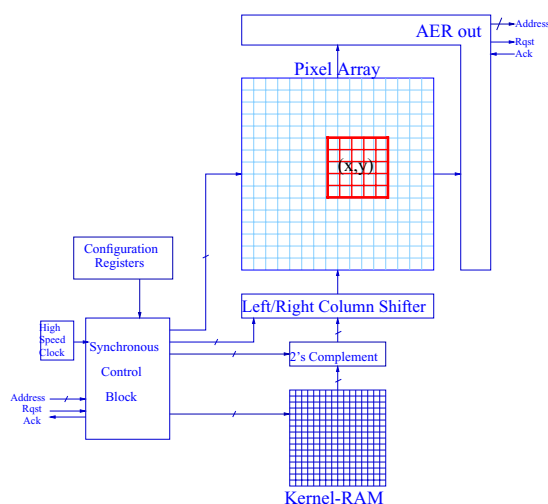 AER out
Address
Rqst
Ack
Pixel Array
(x,y)
Configuration
Registers
Left/Right Column Shifter
High
Speed
Clock
Synchronous
Control
Block
2's Complement
Address
Rqst
Ack
Kernel-RAM